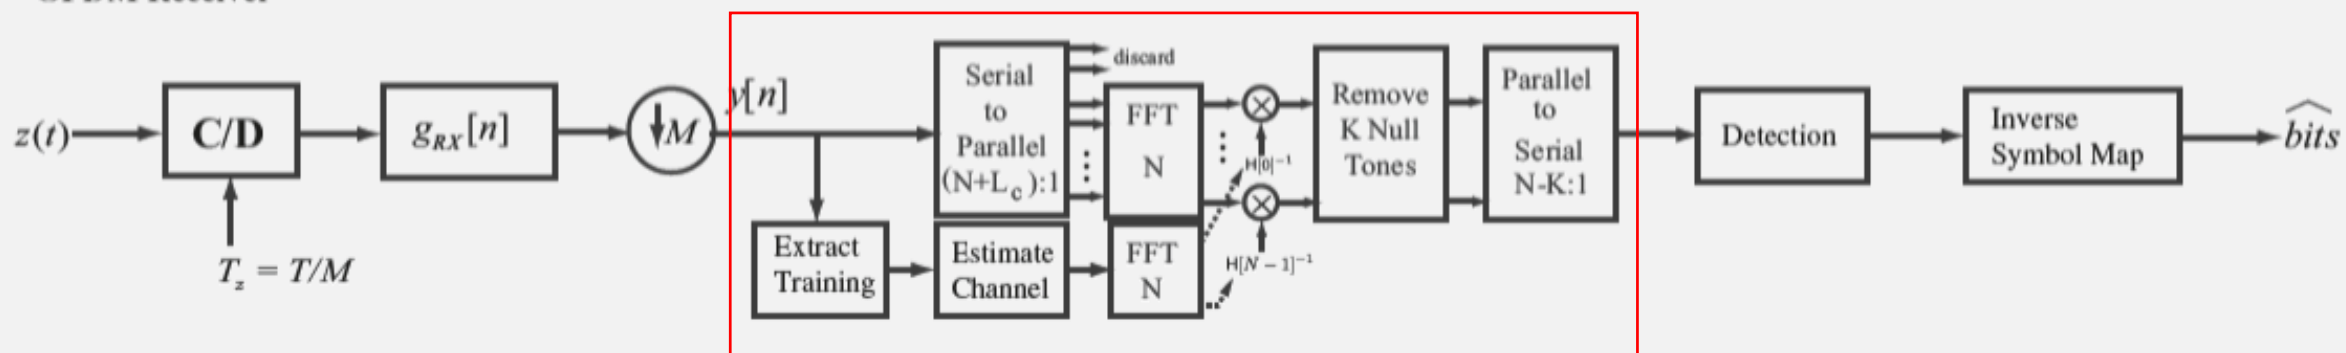 z(t)
C/D
T_z = T/M
g_RX[n]
↓M
y[n]
Serial
to
Parallel
(N+L_c):1
discard
FFT
N
H[0]⁻¹
H[N – 1]⁻¹
Extract
Training
Estimate
Channel
FFT
N
Remove
K Null
Tones
Parallel
to
Serial
N-K:1
Detection
Inverse
Symbol Map
bits